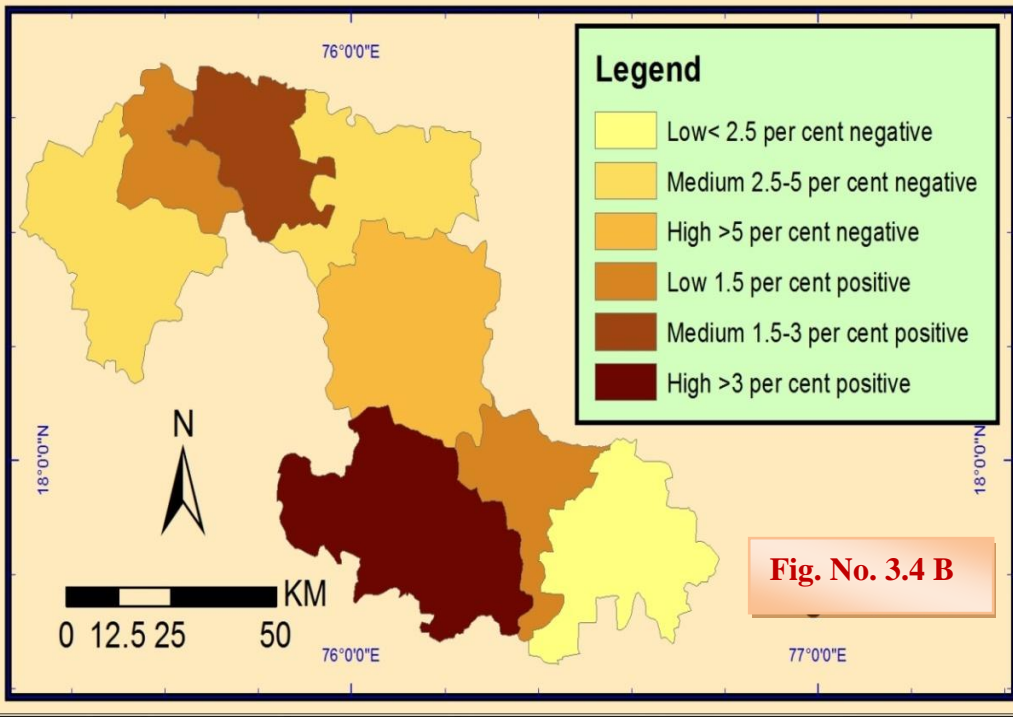 76°0'0"E
Legend
Low< 2.5 per cent negative
Medium 2.5-5 per cent negative
High >5 per cent negative
Low 1.5 per cent positive
Medium 1.5-3 per cent positive
High >3 per cent positive
N
18°0'0"N
18°0'0"N
Fig. No. 3.4 B
KM
0 12.5 25 50
76°0'0"E
77°0'0"E